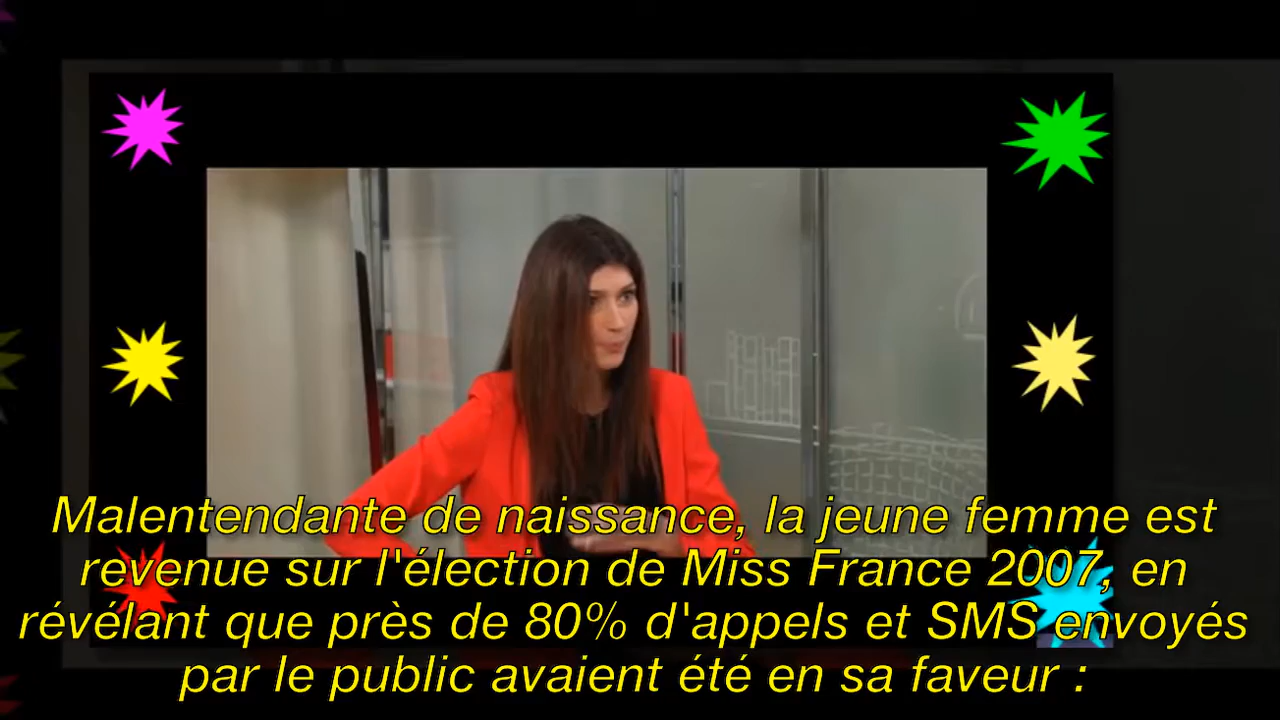 Malentendante de naissance, la jeune femme est
revenue sur l'élection de Miss France 2007, en
révélant que près de 80% d'appels et SMS envoyés
par le public avaient été en sa faveur :